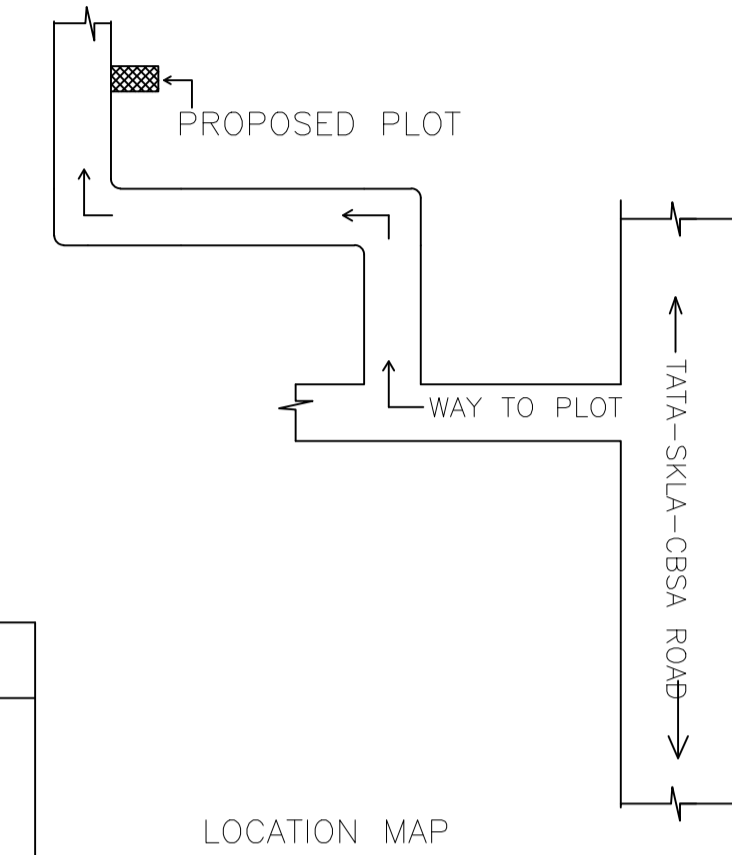 PROPOSED PLOT
WAY TO PLOT
TATA-SKLA-CBSA ROAD
LOCATION MAP